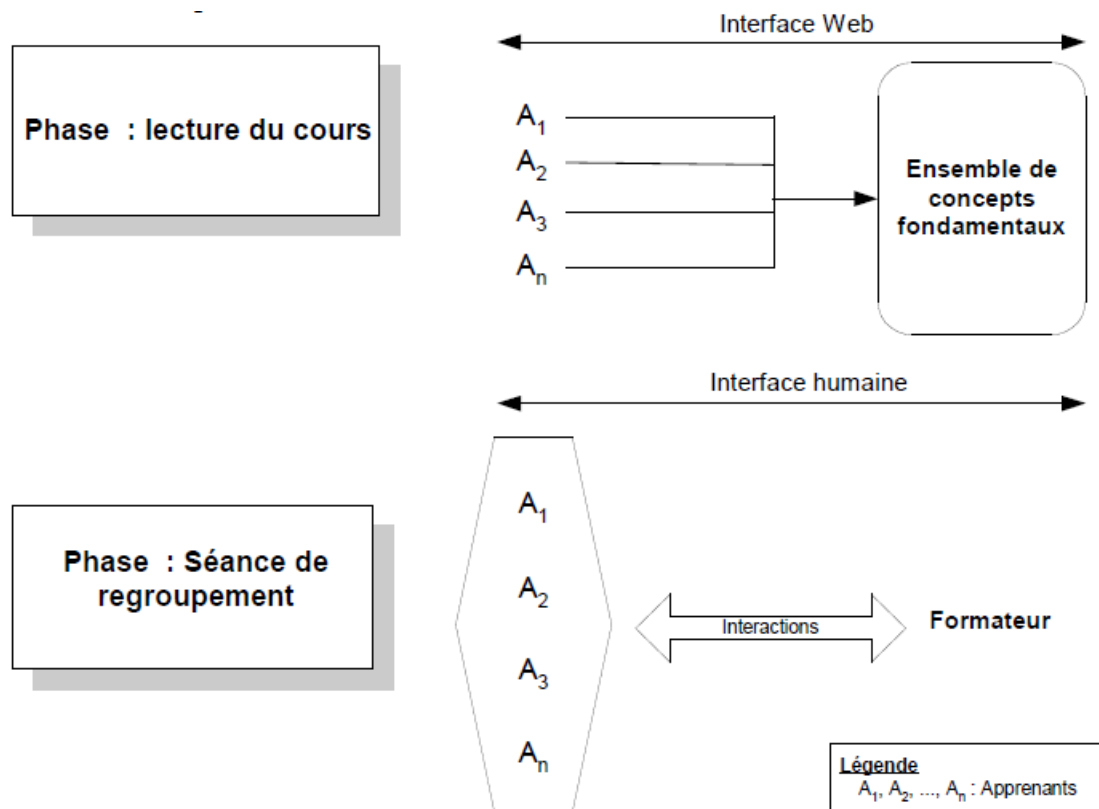 Interface Web
Phase : lecture du cours
A1
A2
A3
An
Ensemble de
concepts
fondamentaux
Interface humaine
Phase : Séance de
regroupement
A1
A2
A3
An
Interactions
Formateur
Légende
A1, A2, ..., An : Apprenants